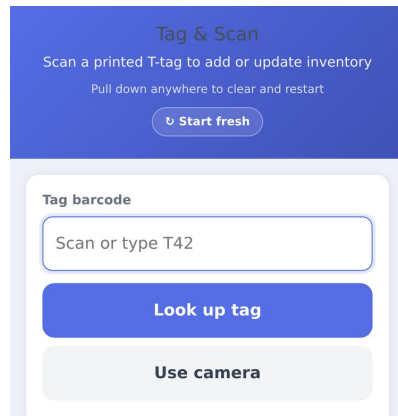 Tag & Scan
Scan a printed T-tag to add or update inventory
Pull down anywhere to clear and restart
↻ Start fresh
Tag barcode
Scan or type T42
Look up tag
Use camera